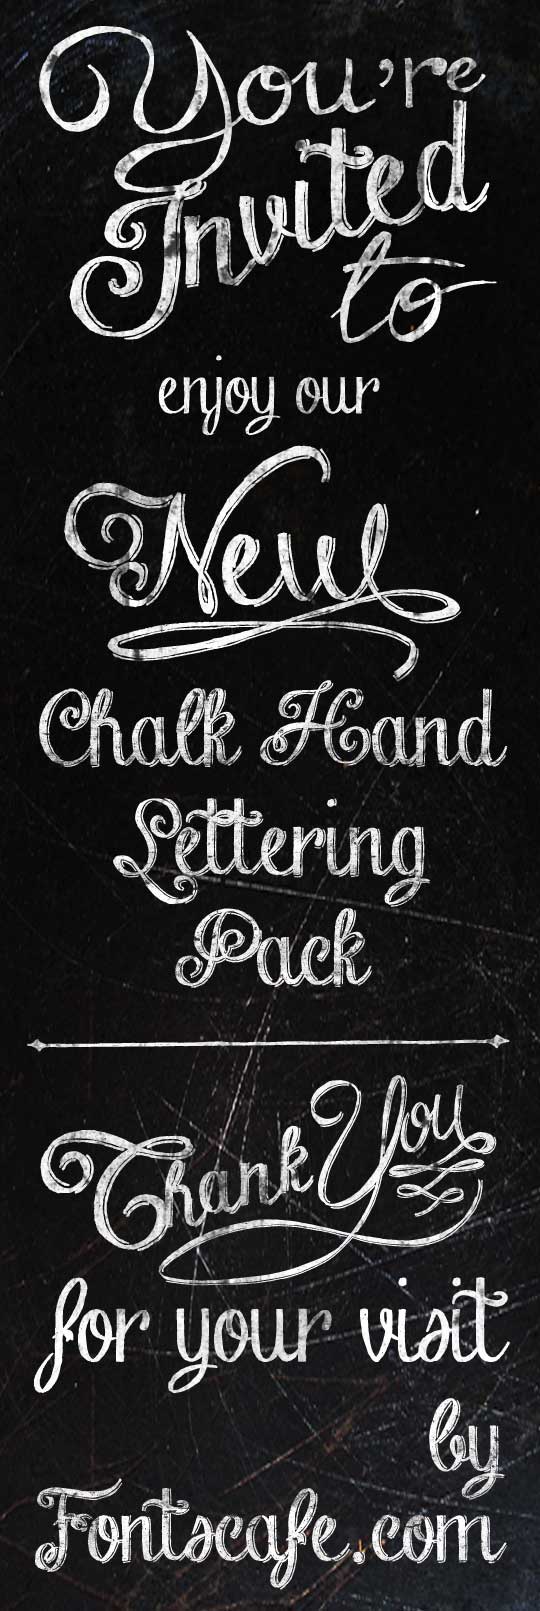 You're
Invited
to
enjoy our
New
Chalk Hand
Lettering
Pack
Thank You
for your visit
by
Fontscafe.com